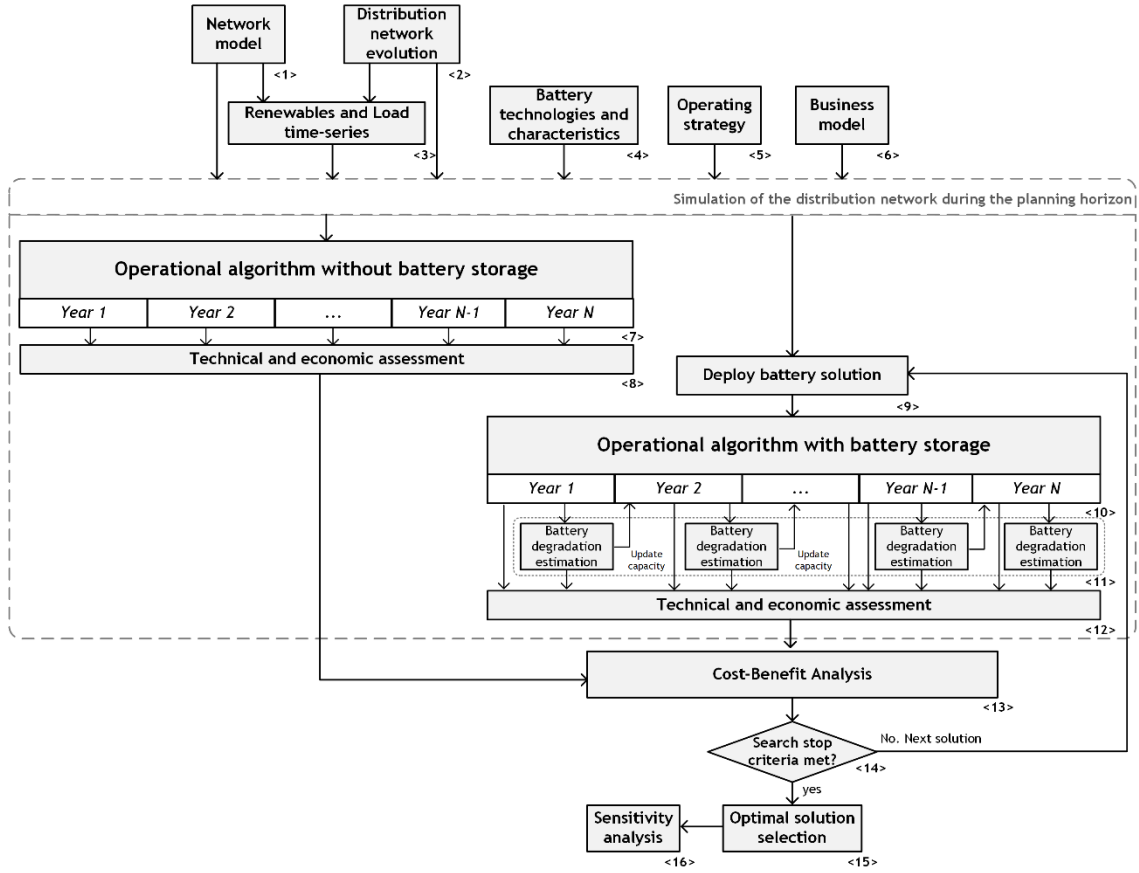 Network
model
<1>
Distribution
network
evolution
<2>
Renewables and Load
time-series
<3>
Battery
technologies and
characteristics
<4>
Operating
strategy
<5>
Business
model
<6>
Simulation of the distribution network during the planning horizon
Operational algorithm without battery storage
Year 1
Year 2
...
Year N-1
Year N
<7>
Technical and economic assessment
<8>
Deploy battery solution
<9>
Operational algorithm with battery storage
Year 1
Year 2
...
Year N-1
Year N
<10>
Battery
degradation
estimation
Update
capacity
Battery
degradation
estimation
Update
capacity
Battery
degradation
estimation
Battery
degradation
estimation
<11>
Technical and economic assessment
<12>
Cost-Benefit Analysis
<13>
Search stop
criteria met?
<14>
No. Next solution
yes
Optimal solution
selection
<15>
Sensitivity
analysis
<16>